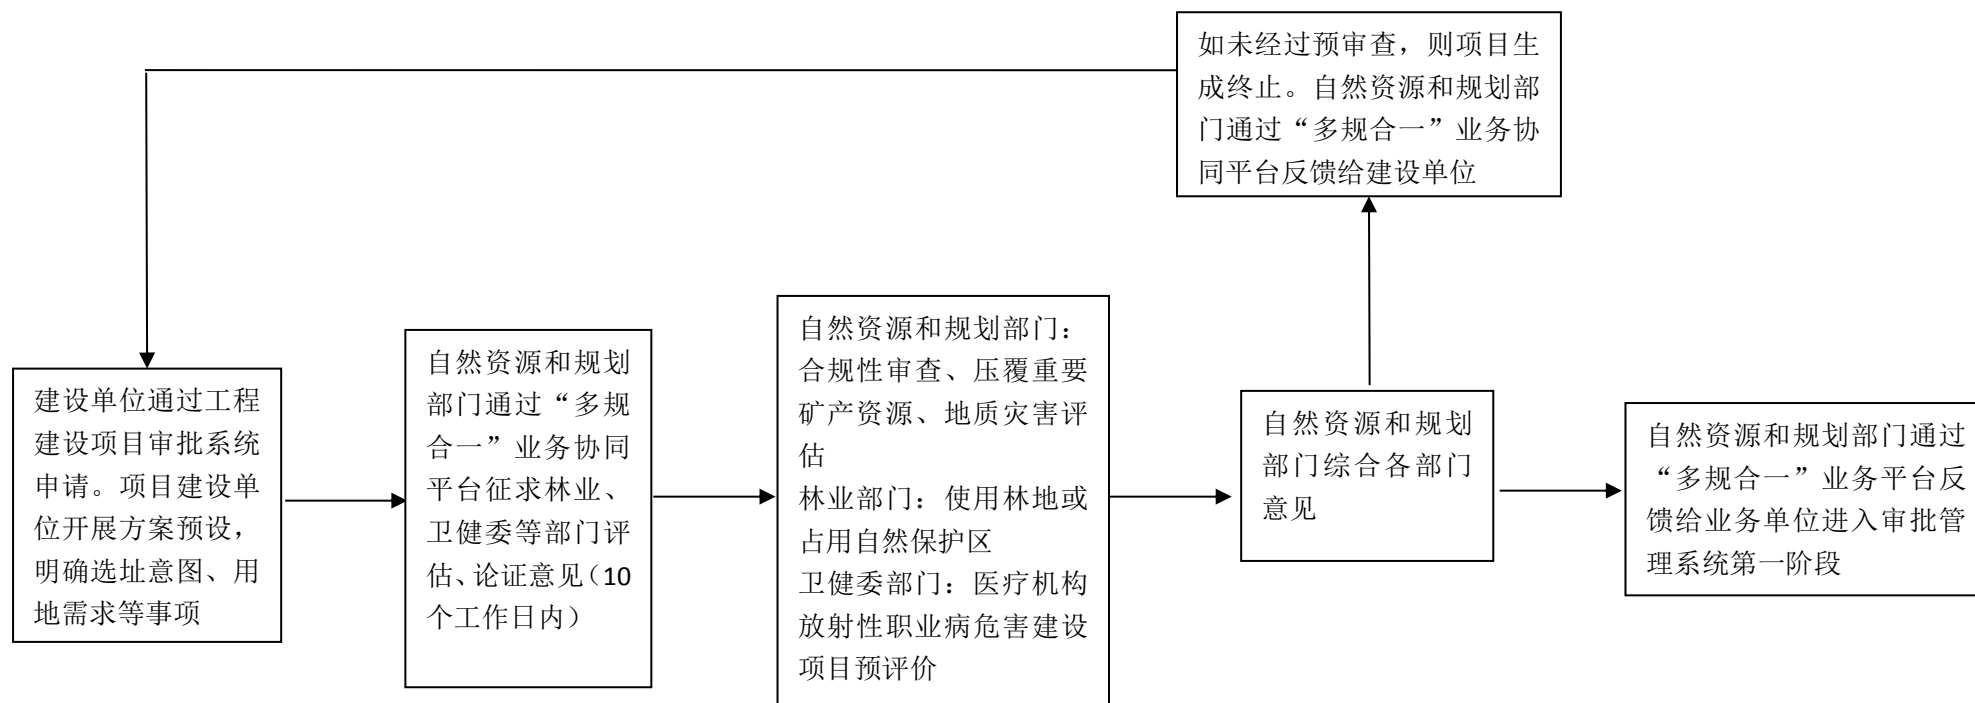 如未经过预审查，则项目生
成终止。自然资源和规划部
门通过“多规合一”业务协
同平台反馈给建设单位
建设单位通过工程
建设项目审批系统
申请。项目建设单
位开展方案预设，
明确选址意图、用
地需求等事项
自然资源和规划
部门通过“多规
合一”业务协同
平台征求林业、
卫健委等部门评
估、论证意见（10
个工作日内）
自然资源和规划部门：
合规性审查、压覆重要
矿产资源、地质灾害评
估
林业部门：使用林地或
占用自然保护区
卫健委部门：医疗机构
放射性职业病危害建设
项目预评价
自然资源和规划
部门综合各部门
意见
自然资源和规划部门通过
“多规合一”业务平台反
馈给业务单位进入审批管
理系统第一阶段